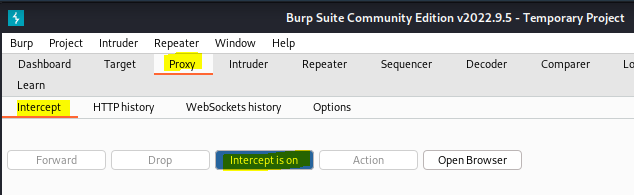 Burp Suite Community Edition v2022.9.5 - Temporary Project
Burp Project Intruder Repeater Window Help
Dashboard Target Proxy Intruder Repeater Sequencer Decoder Comparer Lo
Learn
Intercept HTTP history WebSockets history Options
Forward Drop Intercept is on Action Open Browser